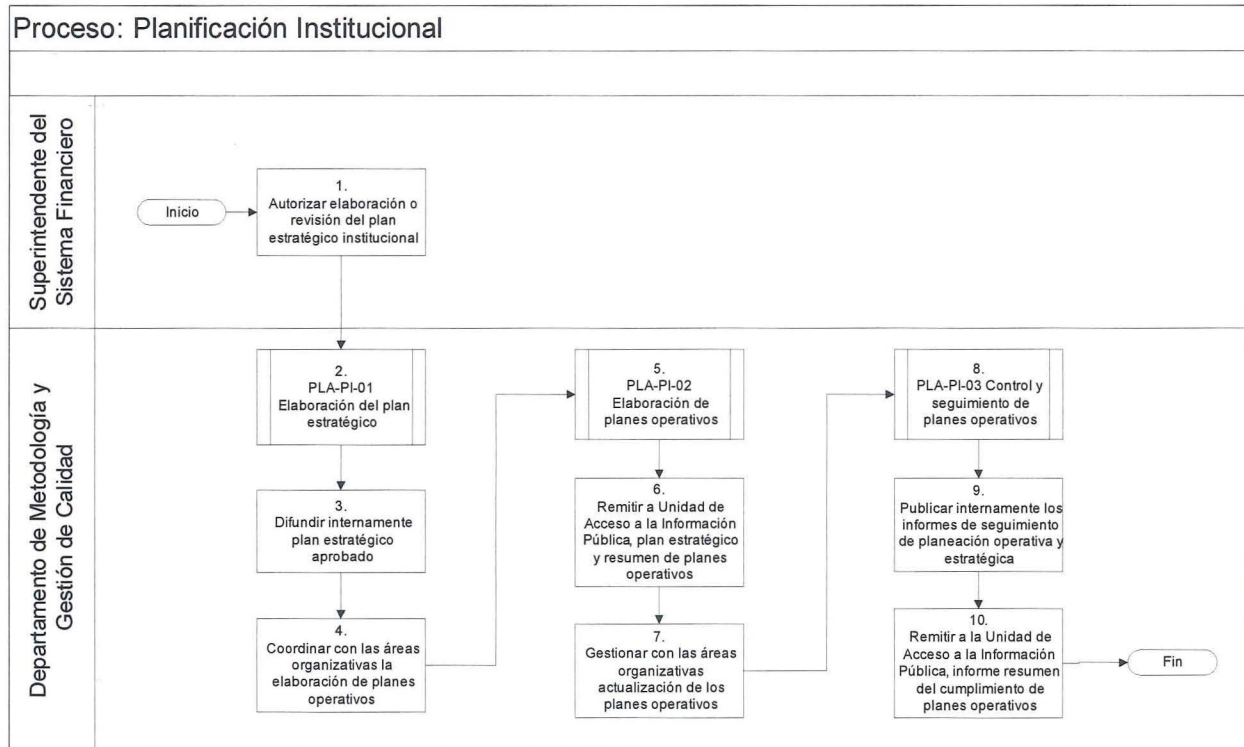 Proceso: Planificación Institucional
Superintendente del
Sistema Financiero
Inicio
1.
Autorizar elaboración o
revisión del plan
estratégico institucional
Departamento de Metodología y
Gestión de Calidad
2.
PLA-PI-01
Elaboración del plan
estratégico
3.
Difundir internamente
plan estratégico
aprobado
4.
Coordinar con las áreas
organizativas la
elaboración de planes
operativos
5.
PLA-PI-02
Elaboración de
planes operativos
6.
Remitir a Unidad de
Acceso a la Información
Pública, plan estratégico
y resumen de planes
operativos
7.
Gestionar con las áreas
organizativas
actualización de los
planes operativos
8.
PLA-PI-03 Control y
seguimiento de
planes operativos
9.
Publicar internamente los
informes de seguimiento
de planeación operativa y
estratégica
10.
Remitir a la Unidad de
Acceso a la Información
Pública, informe resumen
del cumplimiento de
planes operativos
Fin